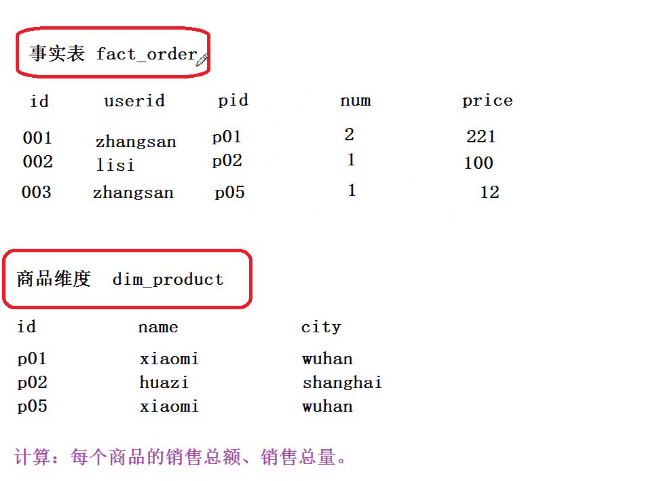 事实表 fact_order
id userid pid num price
001 zhangsan p01 2 221
002 lisi p02 1 100
003 zhangsan p05 1 12
商品维度 dim_product
id name city
p01 xiaomi wuhan
p02 huazi shanghai
p05 xiaomi wuhan
计算：每个商品的销售总额、销售总量。